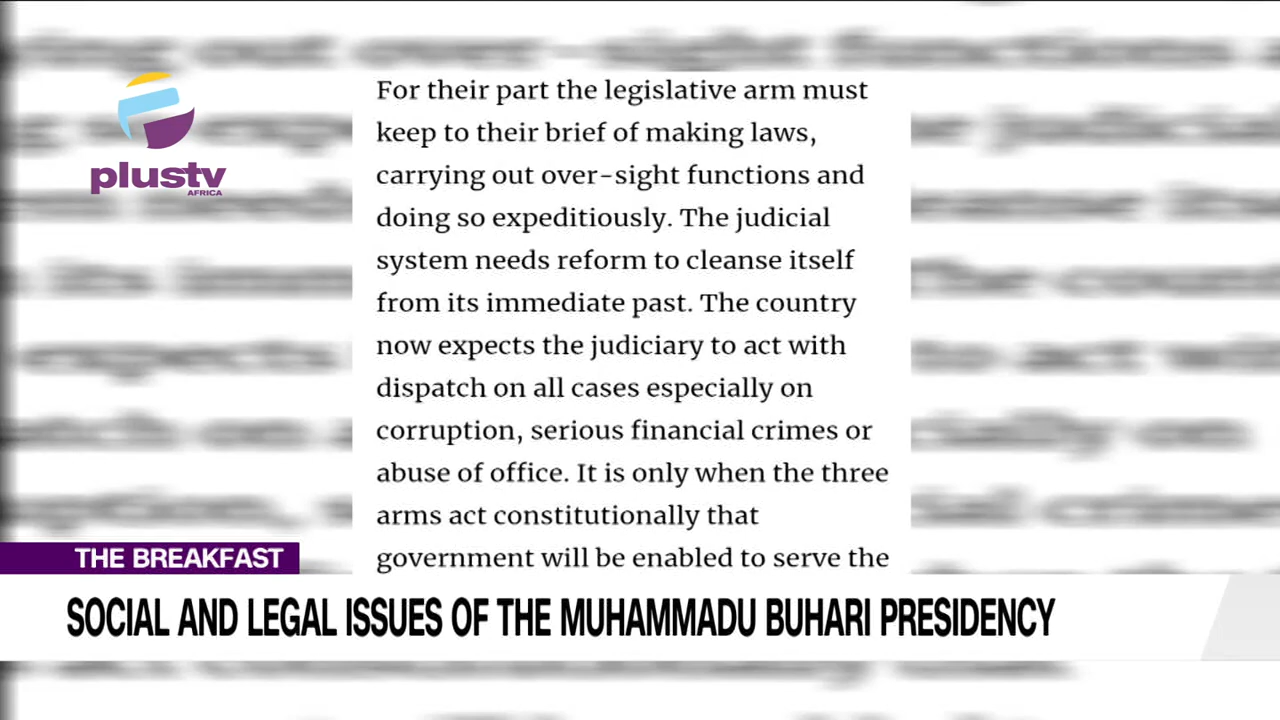 plustv
AFRICA
For their part the legislative arm must
keep to their brief of making laws,
carrying out over-sight functions and
doing so expeditiously. The judicial
system needs reform to cleanse itself
from its immediate past. The country
now expects the judiciary to act with
dispatch on all cases especially on
corruption, serious financial crimes or
abuse of office. It is only when the three
arms act constitutionally that
government will be enabled to serve the
THE BREAKFAST
SOCIAL AND LEGAL ISSUES OF THE MUHAMMADU BUHARI PRESIDENCY